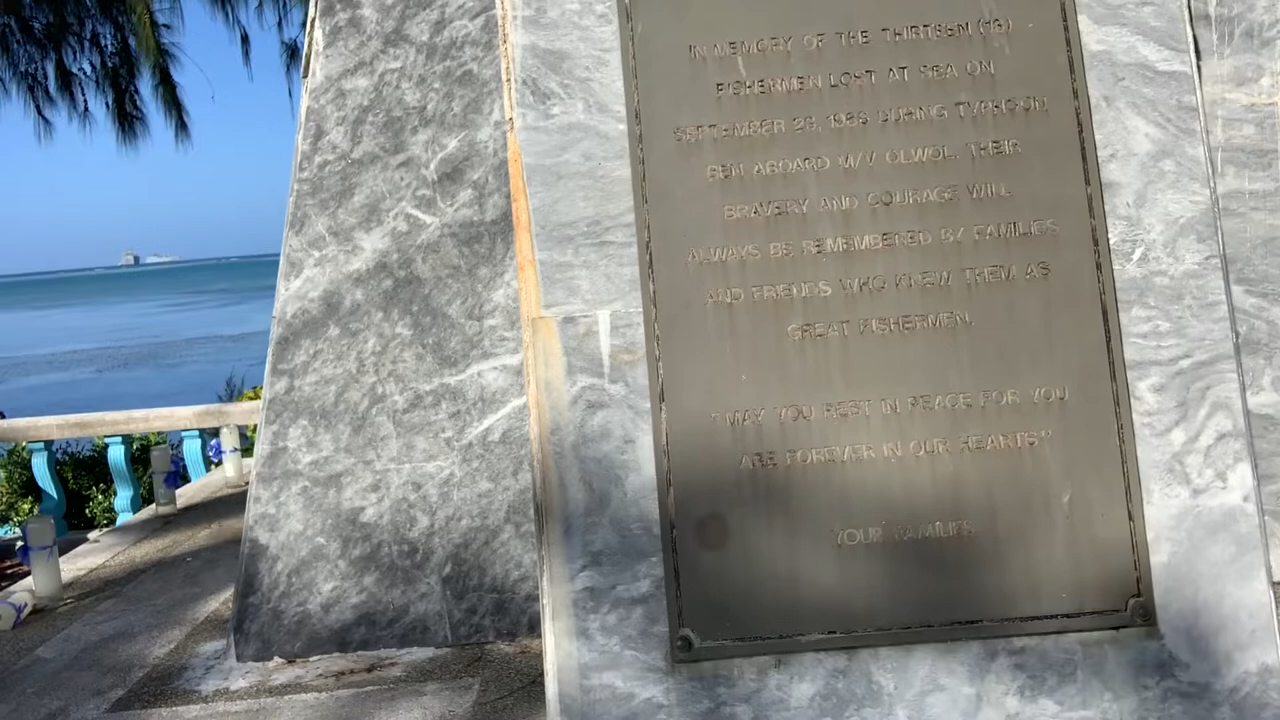 IN MEMORY OF THE THIRTEEN (13)
FISHERMEN LOST AT SEA ON
SEPTEMBER 23, 1986 DURING TYPHOON
BEN ABOARD M/V OLWOL. THEIR
BRAVERY AND COURAGE WILL
ALWAYS BE REMEMBERED BY FAMILIES
AND FRIENDS WHO KNEW THEM AS
GREAT FISHERMEN.
"MAY YOU REST IN PEACE FOR YOU
ARE FOREVER IN OUR HEARTS"
YOUR FAMILIES